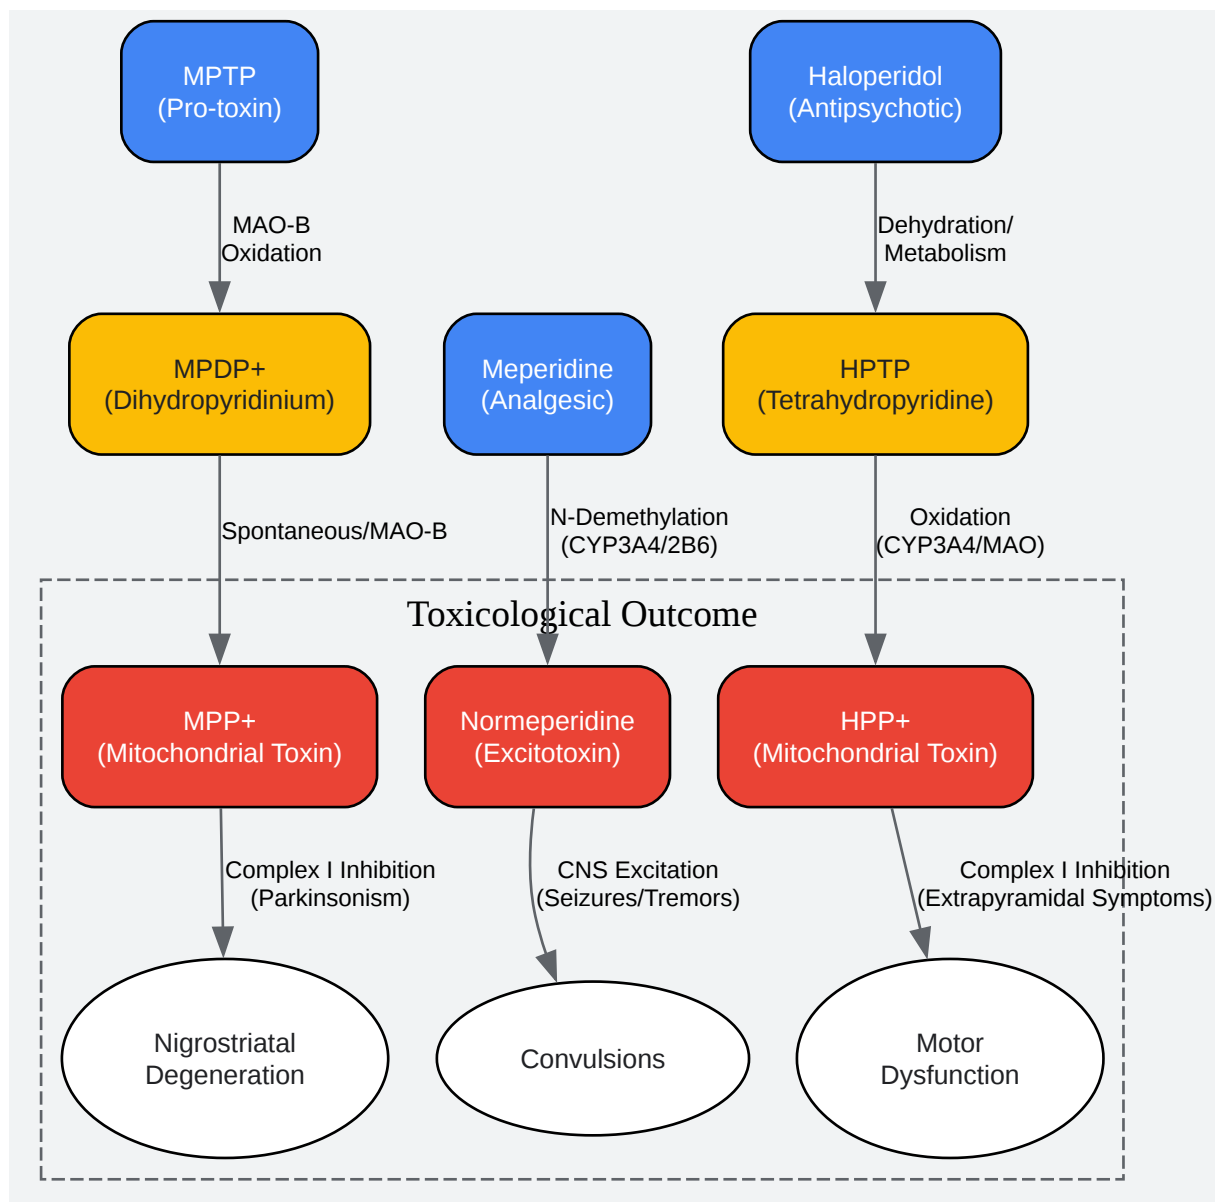 MPTP
(Pro-toxin)
Haloperidol
(Antipsychotic)
MAO-B
Oxidation
Dehydration/
Metabolism
MPDP+
(Dihydropyridinium)
Meperidine
(Analgesic)
HPTP
(Tetrahydropyridine)
Spontaneous/MAO-B
N-Demethylation
(CYP3A4/2B6)
Oxidation
(CYP3A4/MAO)
Toxicological Outcome
MPP+
(Mitochondrial Toxin)
Normeperidine
(Excitotoxin)
HPP+
(Mitochondrial Toxin)
Complex I Inhibition
(Parkinsonism)
CNS Excitation
(Seizures/Tremors)
Complex I Inhibition
(Extrapyramidal Symptoms)
Nigrostriatal
Degeneration
Convulsions
Motor
Dysfunction